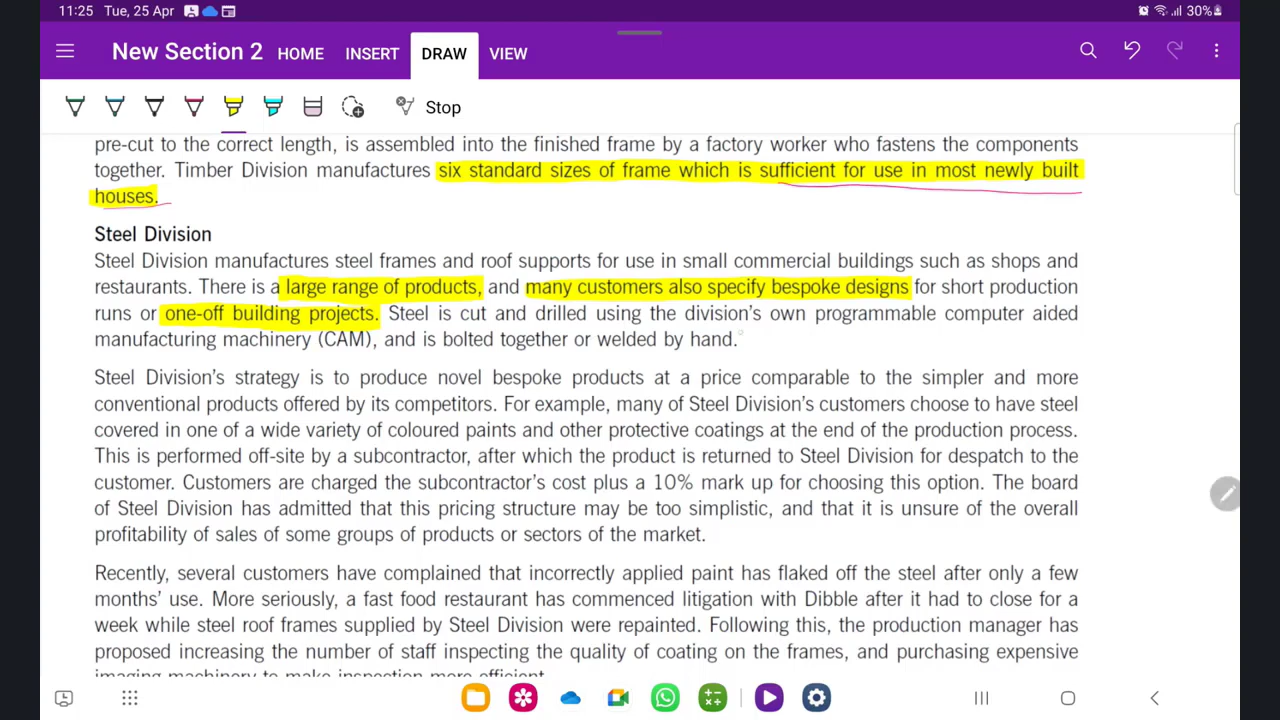 11:25 Tue, 25 Apr 30%
New Section 2 HOME INSERT DRAW VIEW
Stop
pre-cut to the correct length, is assembled into the finished frame by a factory worker who fastens the components
together. Timber Division manufactures six standard sizes of frame which is sufficient for use in most newly built
houses.
Steel Division
Steel Division manufactures steel frames and roof supports for use in small commercial buildings such as shops and
restaurants. There is a large range of products, and many customers also specify bespoke designs for short production
runs or one-off building projects. Steel is cut and drilled using the division's own programmable computer aided
manufacturing machinery (CAM), and is bolted together or welded by hand.
Steel Division's strategy is to produce novel bespoke products at a price comparable to the simpler and more
conventional products offered by its competitors. For example, many of Steel Division's customers choose to have steel
covered in one of a wide variety of coloured paints and other protective coatings at the end of the production process.
This is performed off-site by a subcontractor, after which the product is returned to Steel Division for despatch to the
customer. Customers are charged the subcontractor's cost plus a 10% mark up for choosing this option. The board
of Steel Division has admitted that this pricing structure may be too simplistic, and that it is unsure of the overall
profitability of sales of some groups of products or sectors of the market.
Recently, several customers have complained that incorrectly applied paint has flaked off the steel after only a few
months' use. More seriously, a fast food restaurant has commenced litigation with Dibble after it had to close for a
week while steel roof frames supplied by Steel Division were repainted. Following this, the production manager has
proposed increasing the number of staff inspecting the quality of coating on the frames, and purchasing expensive
imaging machinery to make inspection more efficient.